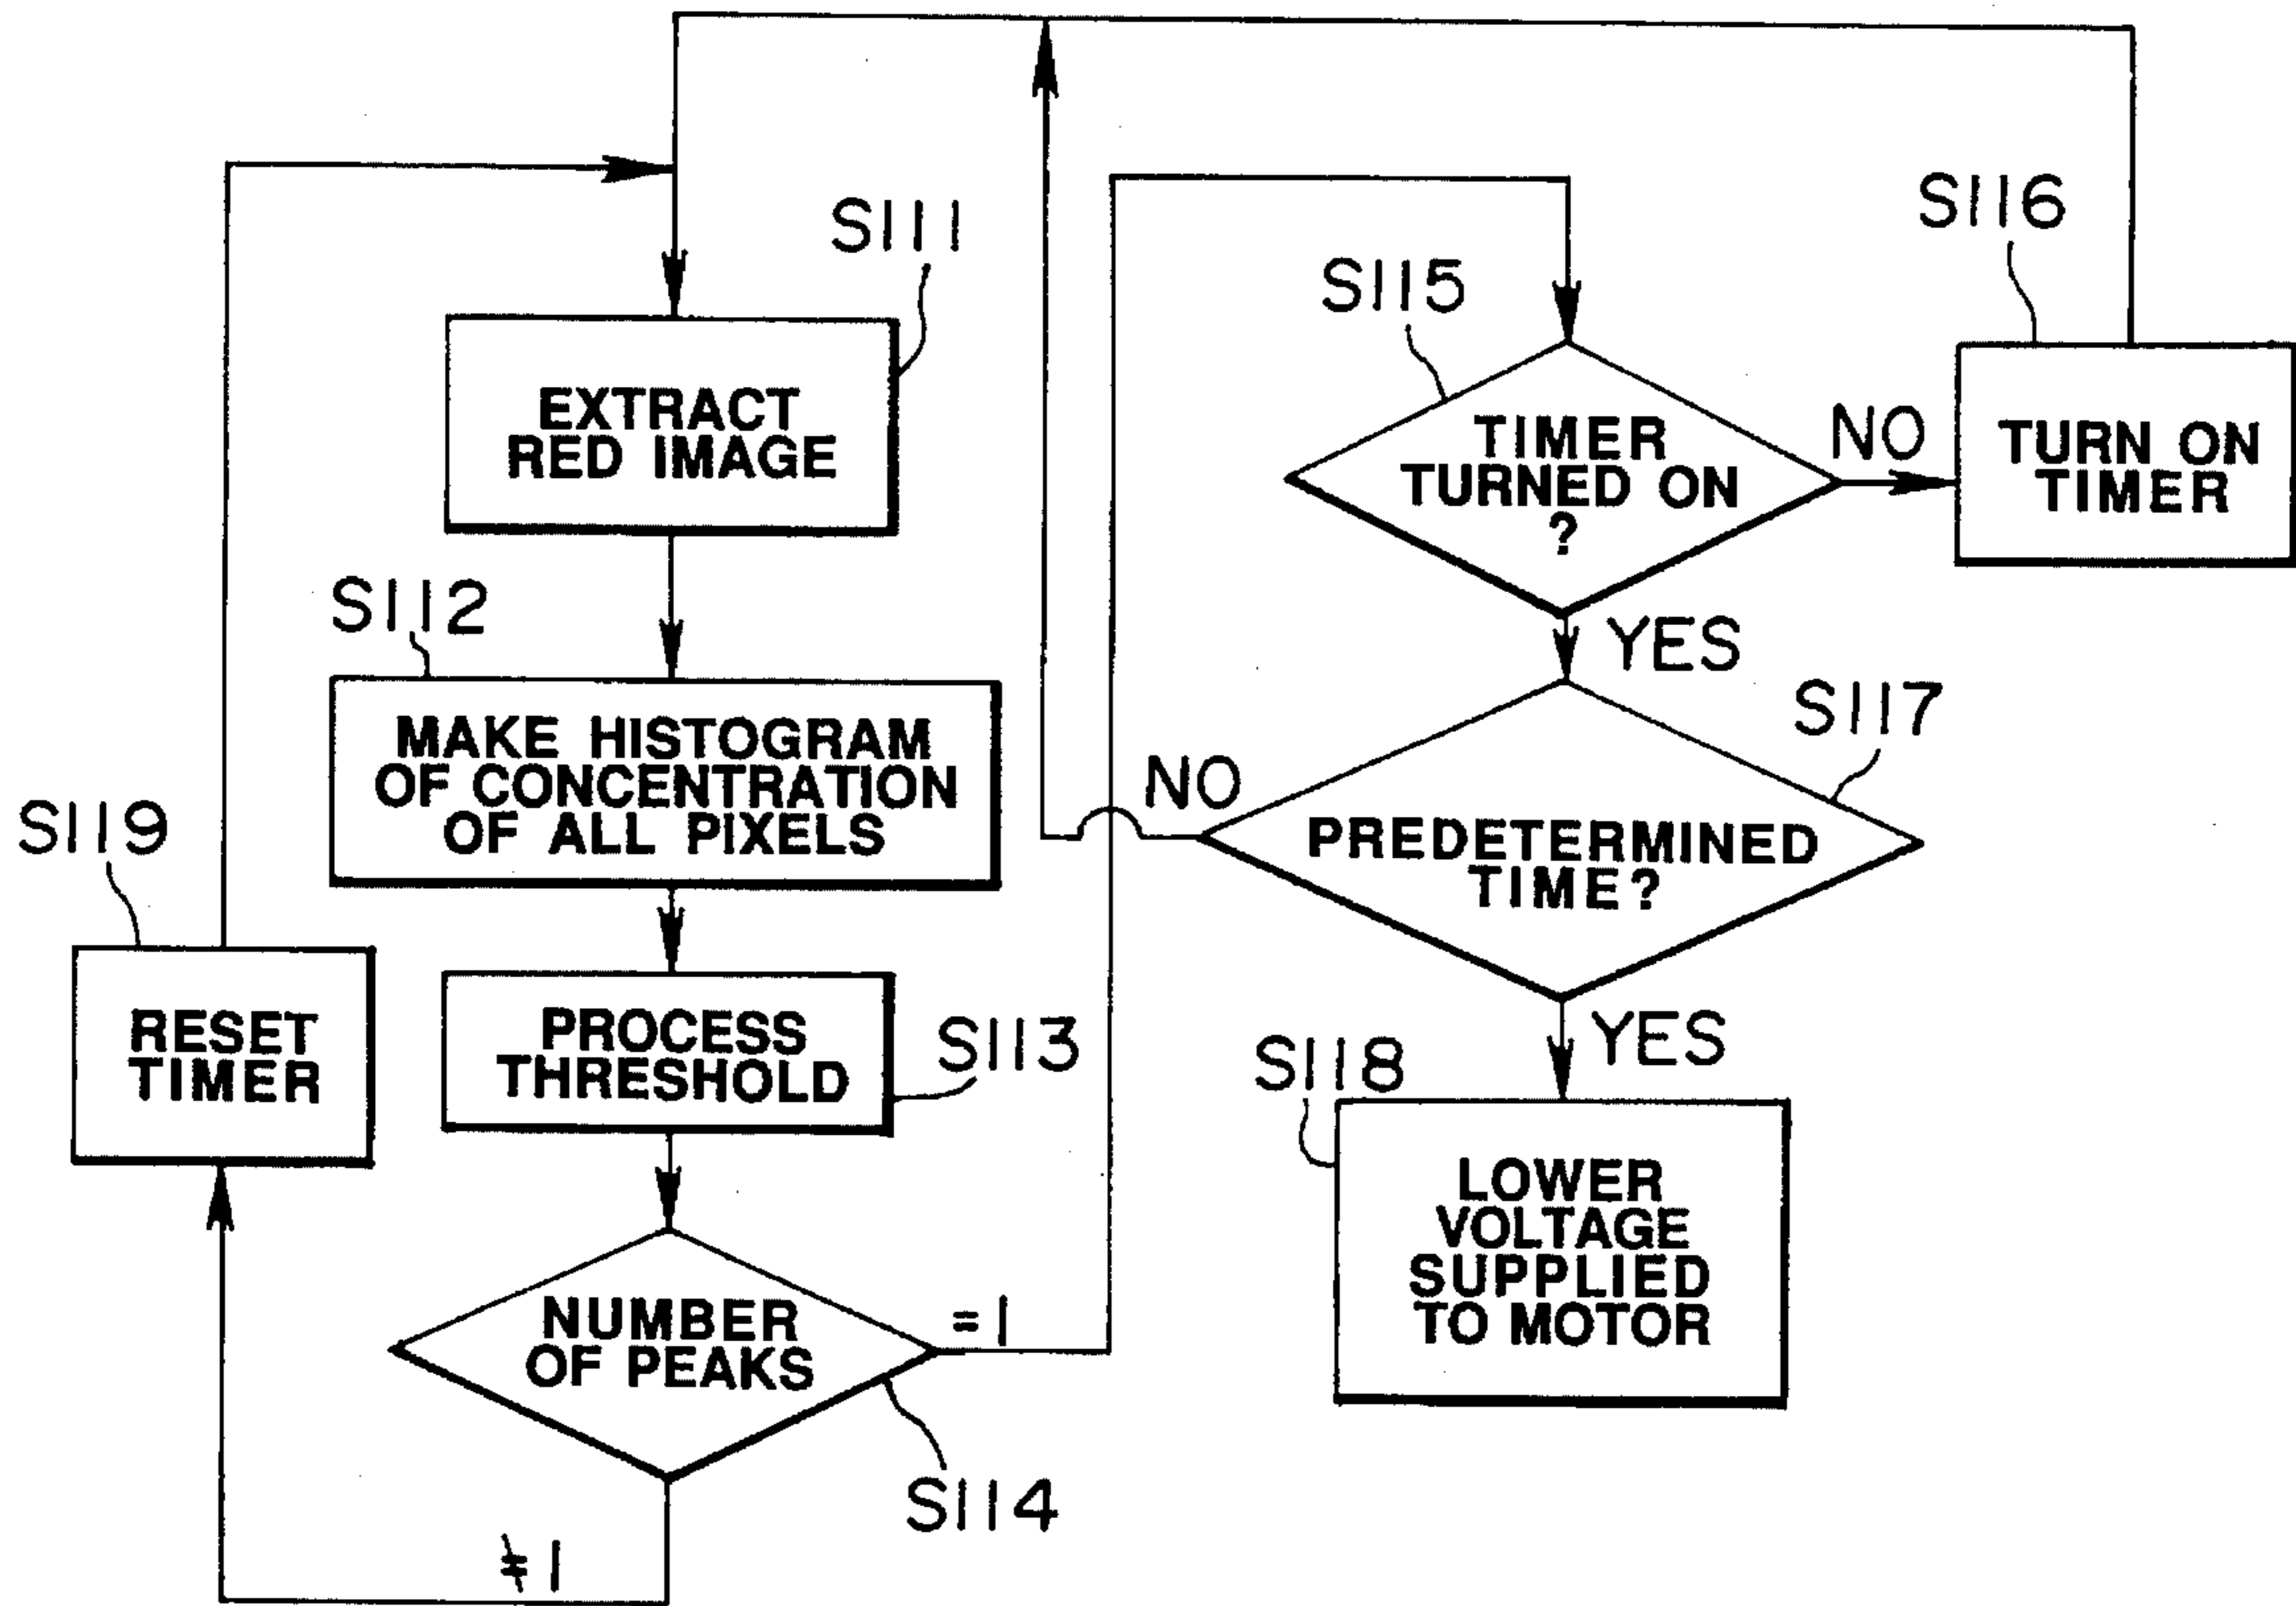 S111
EXTRACT
RED IMAGE
S112
MAKE HISTOGRAM
OF CONCENTRATION
OF ALL PIXELS
S113
PROCESS
THRESHOLD
S114
NUMBER
OF PEAKS
=1
≠1
S119
RESET
TIMER
S115
TIMER
TURNED ON
?
NO
YES
S116
TURN ON
TIMER
S117
PREDETERMINED
TIME?
NO
YES
S118
LOWER
VOLTAGE
SUPPLIED
TO MOTOR